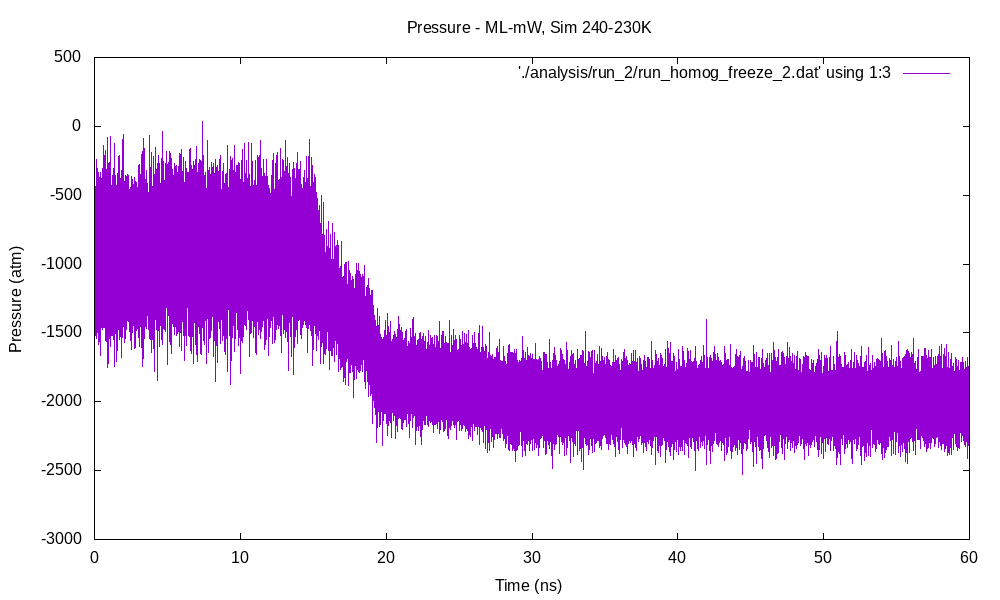 Pressure - ML-mW, Sim 240-230K
'./analysis/run_2/run_homog_freeze_2.dat' using 1:3
Pressure (atm)
500
0
-500
-1000
-1500
-2000
-2500
-3000
0 10 20 30 40 50 60
Time (ns)